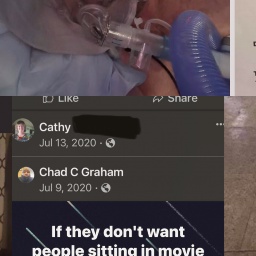 Like
Share
Cathy
Jul 13, 2020 ·
Chad C Graham
Jul 9, 2020 ·
If they don't want
people sitting in movie